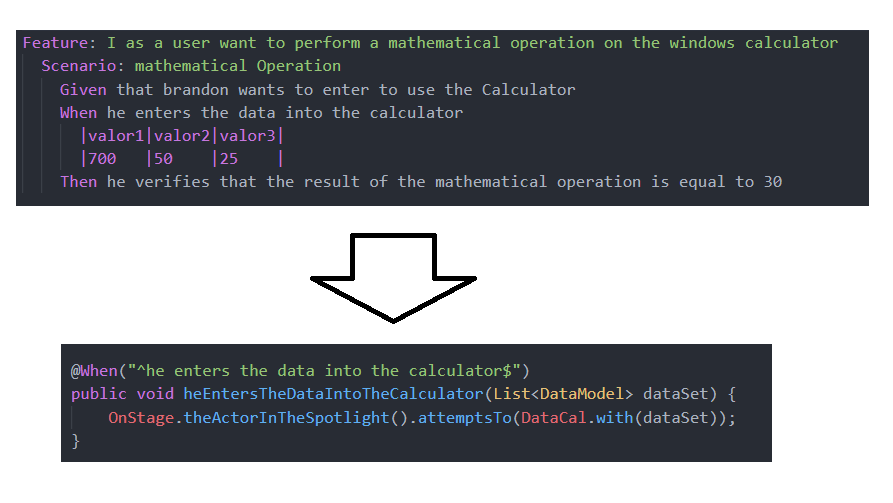 Feature: I as a user want to perform a mathematical operation on the windows calculator
Scenario: mathematical Operation
Given that brandon wants to enter to use the Calculator
When he enters the data into the calculator
|valor1|valor2|valor3|
|700   |50    |25    |
Then he verifies that the result of the mathematical operation is equal to 30
@When("^he enters the data into the calculator$")
public void heEntersTheDataIntoTheCalculator(List<DataModel> dataSet) {
OnStage.theActorInTheSpotlight().attemptsTo(DataCal.with(dataSet));
}